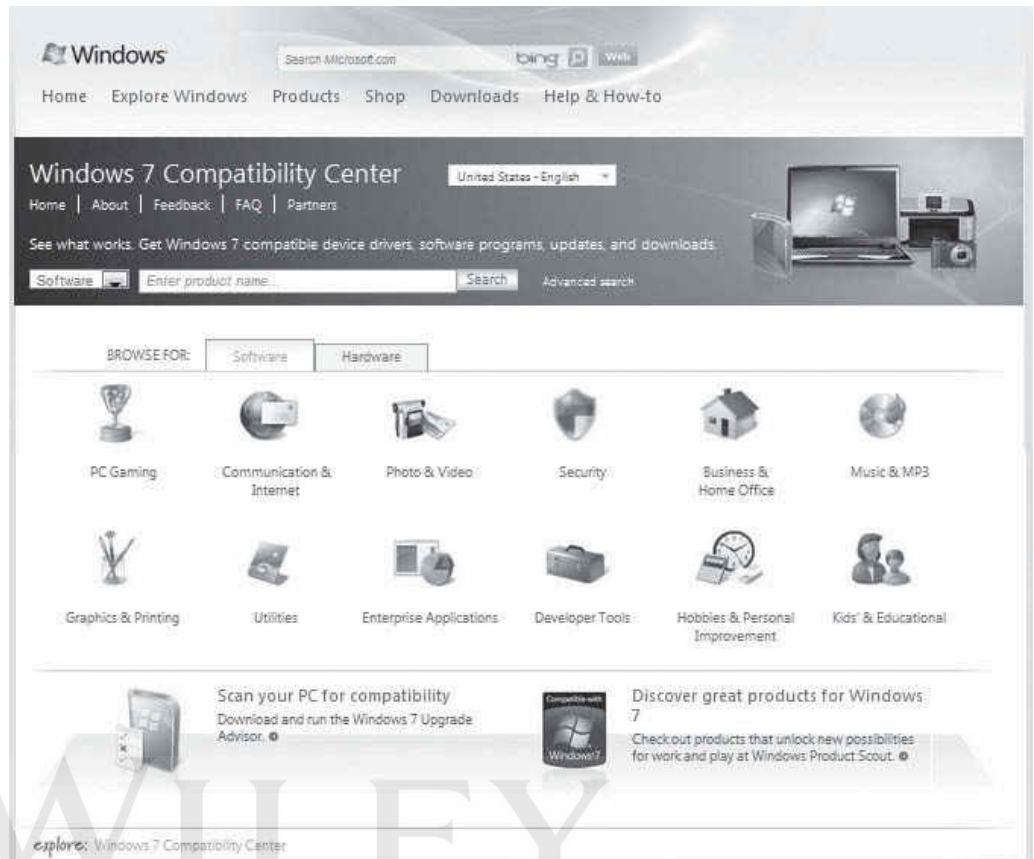 Windows
Search Microsoft.com bing Web
Home Explore Windows Products Shop Downloads Help & How-to
Windows 7 Compatibility Center United States - English
Home | About | Feedback | FAQ | Partners
See what works. Get Windows 7 compatible device drivers, software programs, updates, and downloads.
Software Enter product name... Search Advanced search
BROWSE FOR: Software Hardware
PC Gaming
Communication &
Internet
Photo & Video
Security
Business &
Home Office
Music & MP3
Graphics & Printing
Utilities
Enterprise Applications
Developer Tools
Hobbies & Personal
Improvement
Kids' & Educational
Scan your PC for compatibility
Download and run the Windows 7 Upgrade
Advisor.
Compatible with
Windows 7
Discover great products for Windows
7
Check out products that unlock new possibilities
for work and play at Windows Product Scout.
WILEY
explore: Windows 7 Compatibility Center